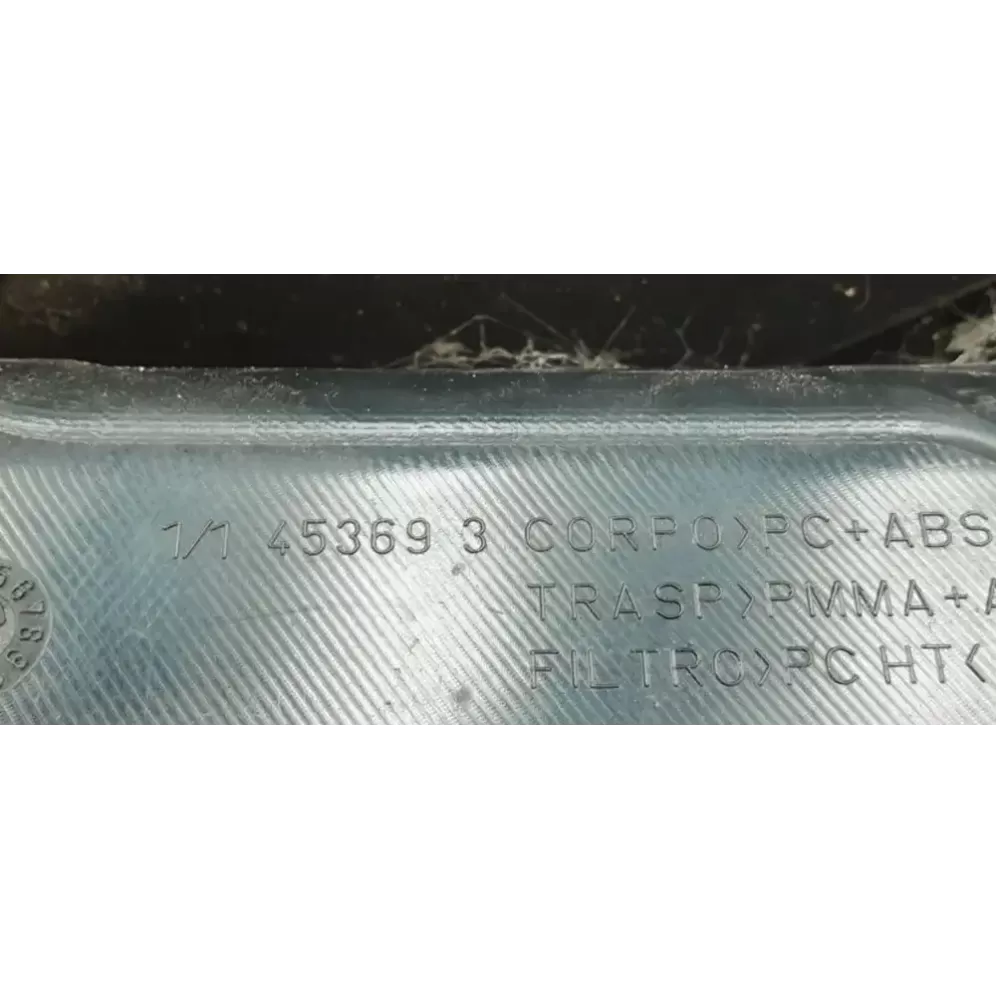 1/1 45369 3 CORPO>PC+ABS
TRASP>PMMA+A
FILTRO>PC HT<